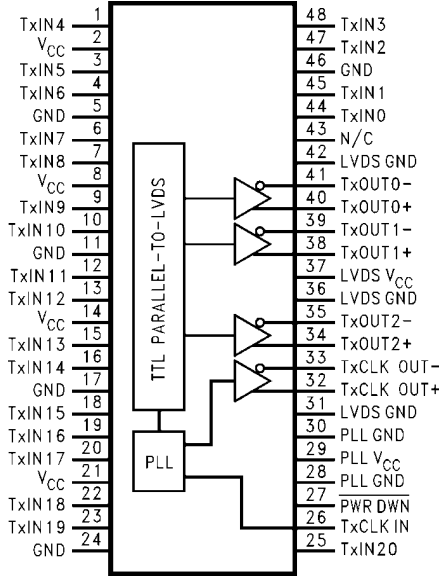 TxIN4 1
VCC 2
TxIN5 3
TxIN6 4
GND 5
TxIN7 6
TxIN8 7
VCC 8
TxIN9 9
TxIN10 10
GND 11
TxIN11 12
TxIN12 13
VCC 14
TxIN13 15
TxIN14 16
GND 17
TxIN15 18
TxIN16 19
TxIN17 20
VCC 21
TxIN18 22
TxIN19 23
GND 24
TTL PARALLEL-TO-LVDS
PLL
48 TxIN3
47 TxIN2
46 GND
45 TxIN1
44 TxIN0
43 N/C
42 LVDS GND
41 TxOUT0-
40 TxOUT0+
39 TxOUT1-
38 TxOUT1+
37 LVDS VCC
36 LVDS GND
35 TxOUT2-
34 TxOUT2+
33 TxCLK OUT-
32 TxCLK OUT+
31 LVDS GND
30 PLL GND
29 PLL VCC
28 PLL GND
27 PWR DWN
26 TxCLK IN
25 TxIN20